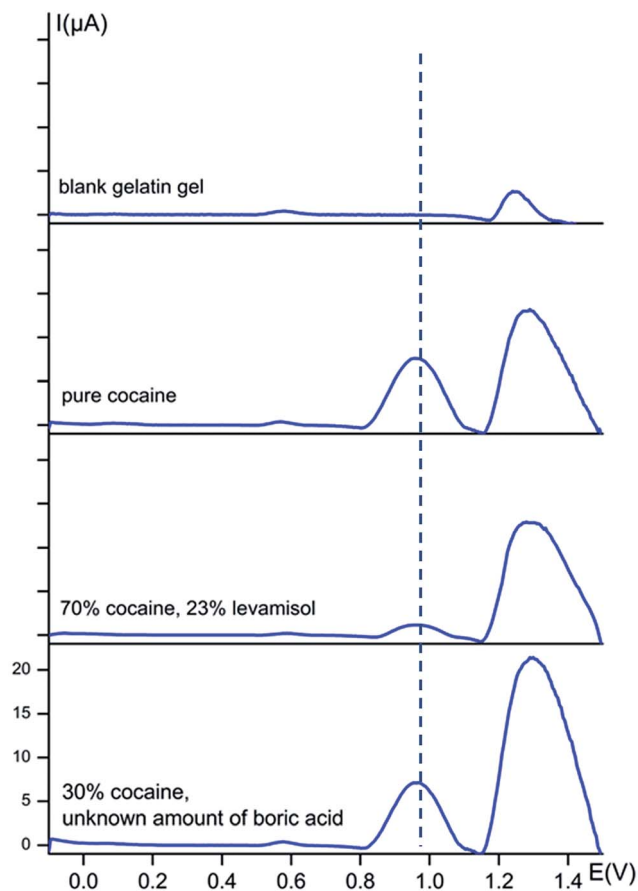 I(µA)
blank gelatin gel
pure cocaine
70% cocaine, 23% levamisol
20
15
10
5
0
30% cocaine,
unknown amount of boric acid
0.0 0.2 0.4 0.6 0.8 1.0 1.2 1.4 E(V)